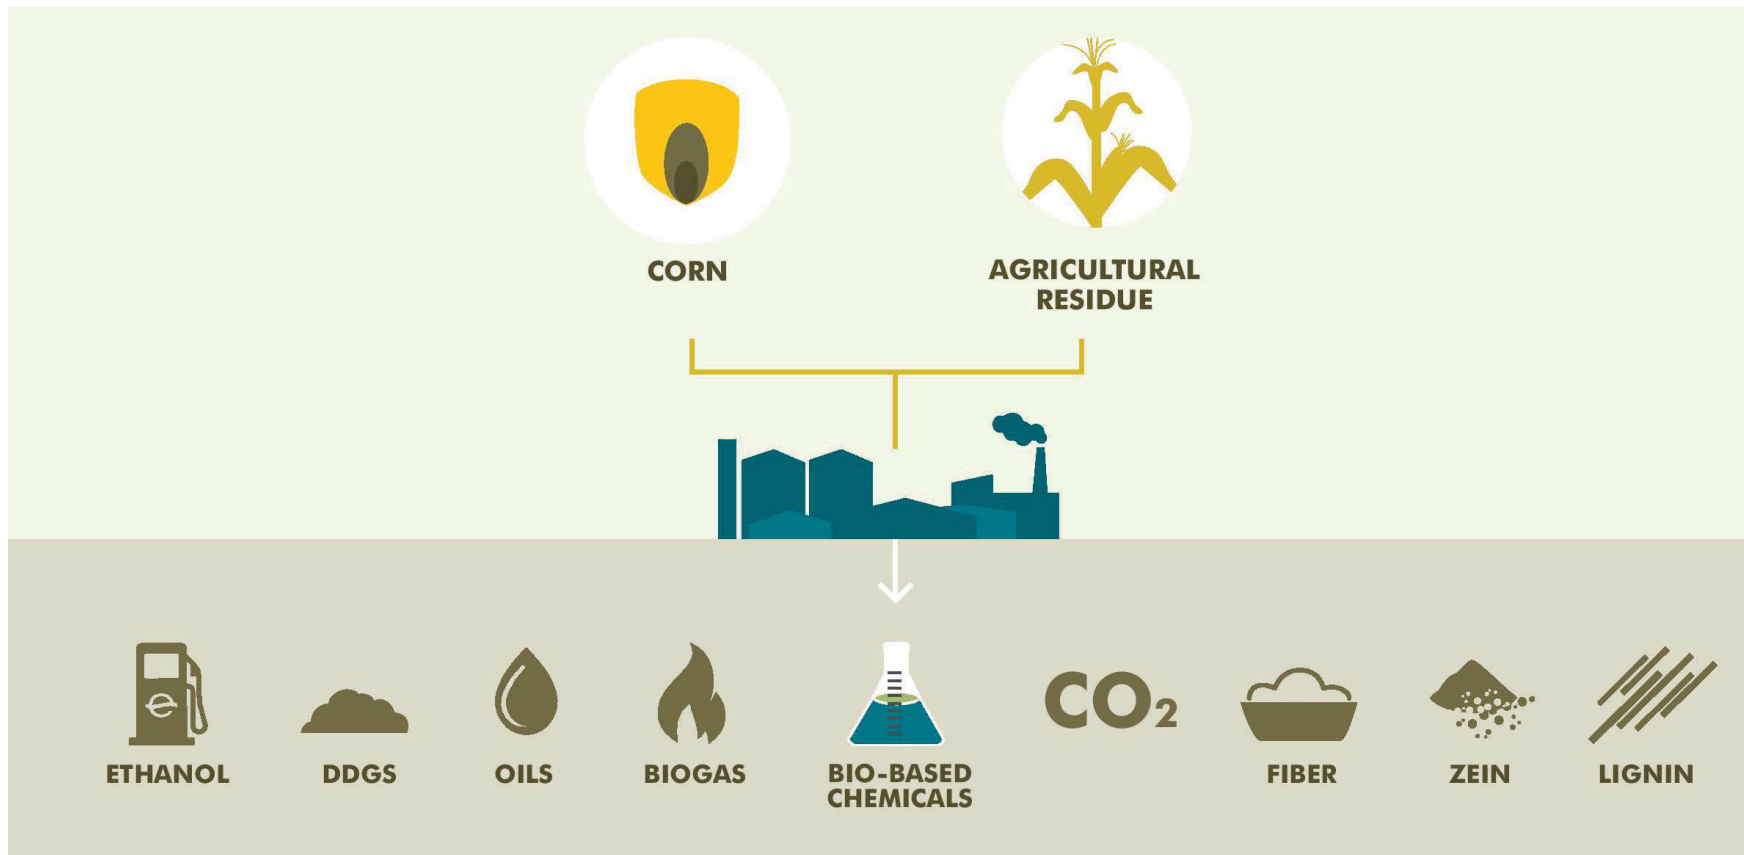 CORN
AGRICULTURAL
RESIDUE
ETHANOL
DDGS
OILS
BIOGAS
BIO-BASED
CHEMICALS
CO₂
FIBER
ZEIN
LIGNIN